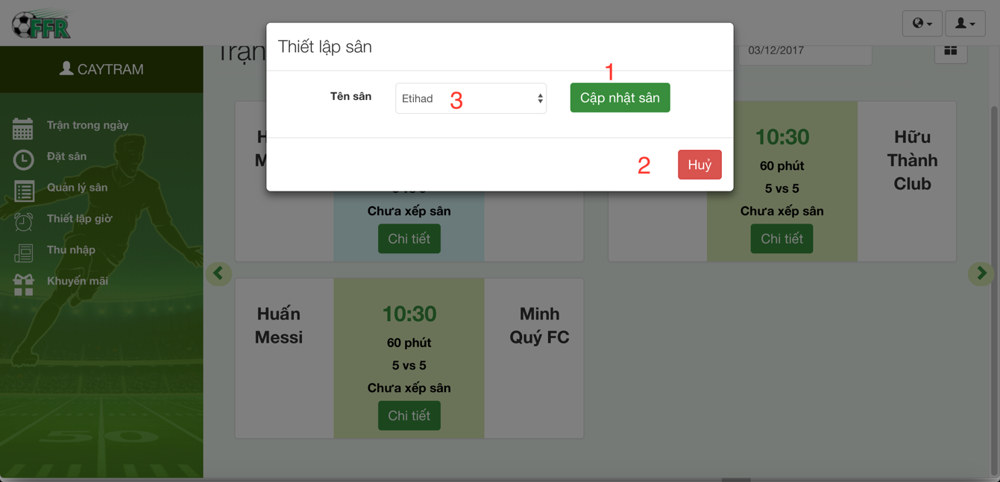 FFR
CAYTRAM
Trận trong ngày
Đặt sân
Quản lý sân
Thiết lập giờ
Thu nhập
Khuyến mãi
Trận
03/12/2017
Thiết lập sân
1
Tên sân
Etihad
3
Cập nhật sân
2
Huỷ
Chưa xếp sân
Chi tiết
10:30
60 phút
5 vs 5
Chưa xếp sân
Chi tiết
Hữu
Thành
Club
Huấn
Messi
10:30
60 phút
5 vs 5
Chưa xếp sân
Chi tiết
Minh
Quý FC
50